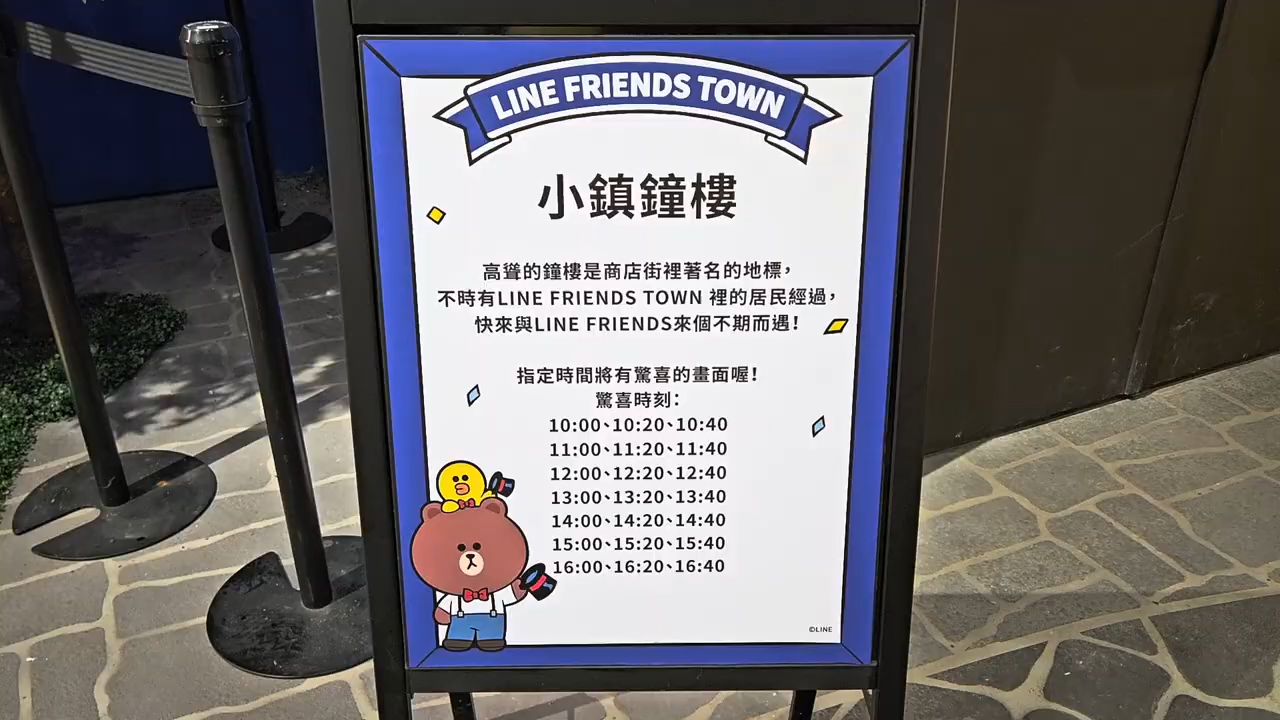 LINE FRIENDS TOWN
小鎮鐘樓
高聳的鐘樓是商店街裡著名的地標，
不時有LINE FRIENDS TOWN 裡的居民經過，
快來與LINE FRIENDS來個不期而遇！
指定時間將有驚喜的畫面喔！
驚喜時刻：
10:00、10:20、10:40
11:00、11:20、11:40
12:00、12:20、12:40
13:00、13:20、13:40
14:00、14:20、14:40
15:00、15:20、15:40
16:00、16:20、16:40
©LINE